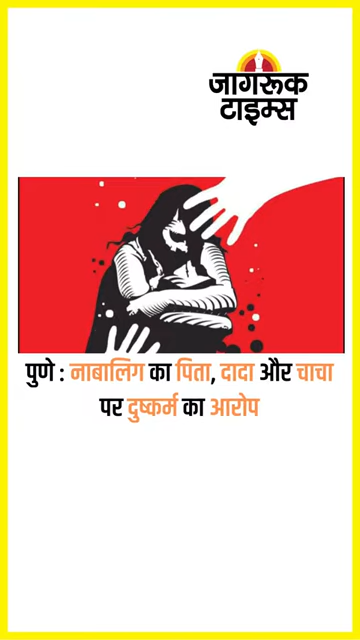 जागरूक
टाइम्स
पुणे : नाबालिग का पिता, दादा और चाचा
पर दुष्कर्म का आरोप